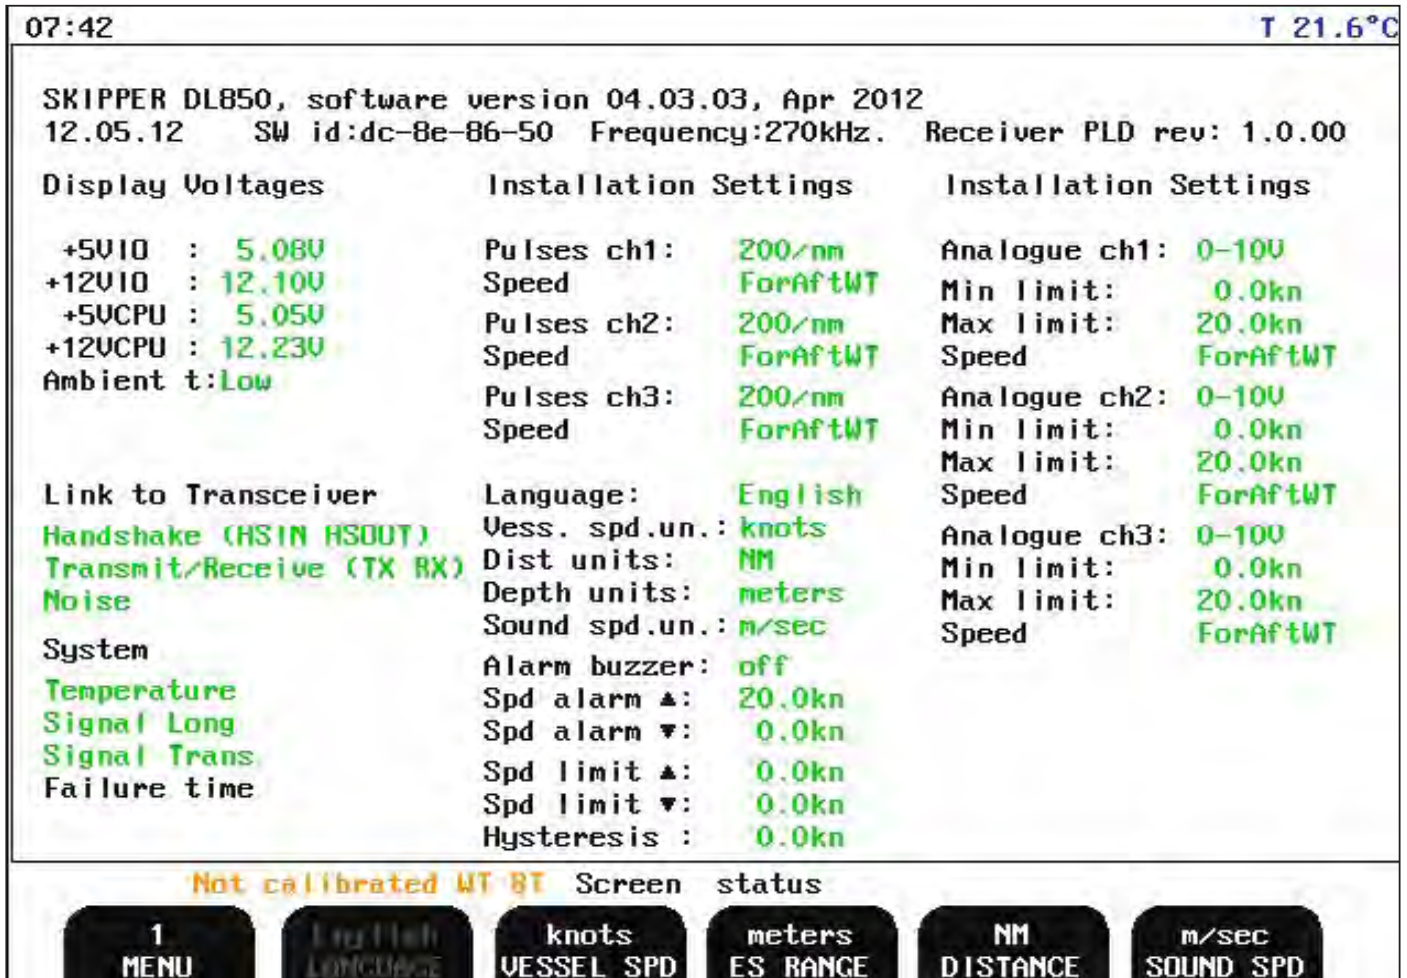 07:42 T 21.6°C
SKIPPER DL850, software version 04.03.03, Apr 2012
12.05.12 SW id:dc-8e-86-50 Frequency:270kHz. Receiver PLD rev: 1.0.00
Display Voltages
+5VIO : 5.08V
+12VIO : 12.10V
+5VCPU : 5.05V
+12VCPU : 12.23V
Ambient t:Low
Link to Transceiver
Handshake (HSIN HSOUT)
Transmit/Receive (TX RX)
Noise
System
Temperature
Signal Long
Signal Trans
Failure time
Installation Settings
Pulses ch1: 200/nm
Speed ForAftWT
Pulses ch2: 200/nm
Speed ForAftWT
Pulses ch3: 200/nm
Speed ForAftWT
Language: English
Vess. spd.un.: knots
Dist units: NM
Depth units: meters
Sound spd.un.: m/sec
Alarm buzzer: off
Spd alarm ▲: 20.0kn
Spd alarm ▼: 0.0kn
Spd limit ▲: 0.0kn
Spd limit ▼: 0.0kn
Hysteresis : 0.0kn
Installation Settings
Analogue ch1: 0-10V
Min limit: 0.0kn
Max limit: 20.0kn
Speed ForAftWT
Analogue ch2: 0-10V
Min limit: 0.0kn
Max limit: 20.0kn
Speed ForAftWT
Analogue ch3: 0-10V
Min limit: 0.0kn
Max limit: 20.0kn
Speed ForAftWT
Not calibrated WT BT Screen status
1
MENU
English
LANGUAGE
knots
VESSEL SPD
meters
ES RANGE
NM
DISTANCE
m/sec
SOUND SPD